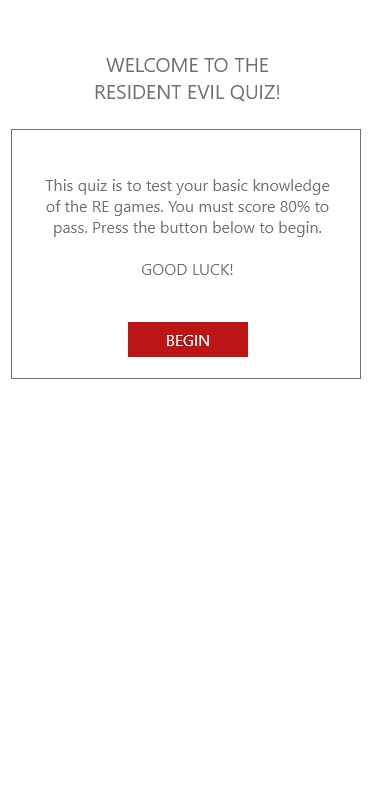 WELCOME TO THE
RESIDENT EVIL QUIZ!
This quiz is to test your basic knowledge
of the RE games. You must score 80% to
pass. Press the button below to begin.
GOOD LUCK!
BEGIN